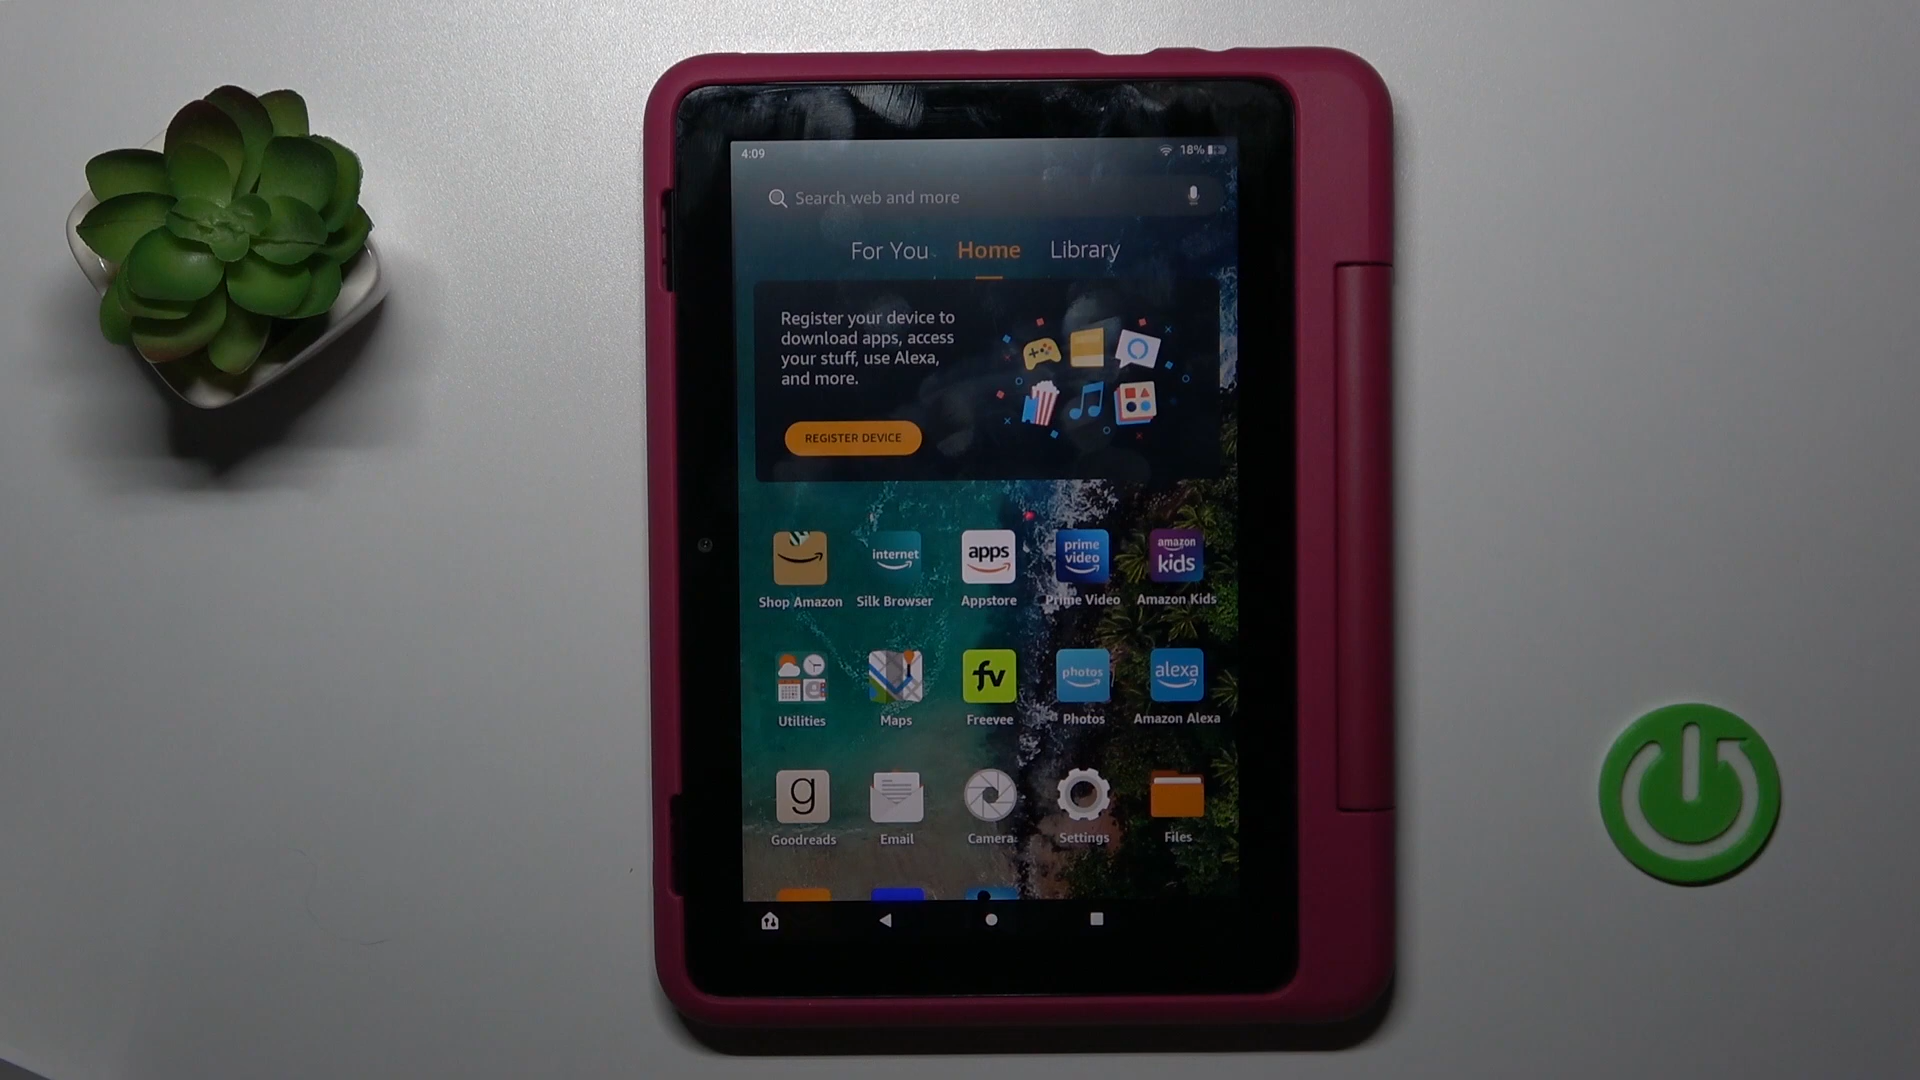 4:09
18%
Search web and more
For You
Home
Library
Register your device to
download apps, access
your stuff, use Alexa,
and more.
REGISTER DEVICE
internet
apps
prime
video
amazon
kids
Shop Amazon
Silk Browser
Appstore
Prime Video
Amazon Kids
fv
photos
alexa
Utilities
Maps
Freevee
Photos
Amazon Alexa
g
Goodreads
Email
Camera
Settings
Files